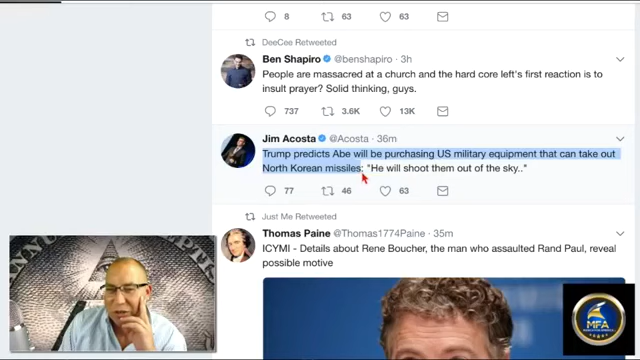 8 63 63
DeeCee Retweeted
Ben Shapiro @benshapiro · 3h
People are massacred at a church and the hard core left's first reaction is to
insult prayer? Solid thinking, guys.
737 3.6K 13K
Jim Acosta @Acosta · 36m
Trump predicts Abe will be purchasing US military equipment that can take out
North Korean missiles: "He will shoot them out of the sky.."
77 46 63
Just Me Retweeted
Thomas Paine @Thomas1774Paine · 35m
ICYMI - Details about Rene Boucher, the man who assaulted Rand Paul, reveal
possible motive
MFA